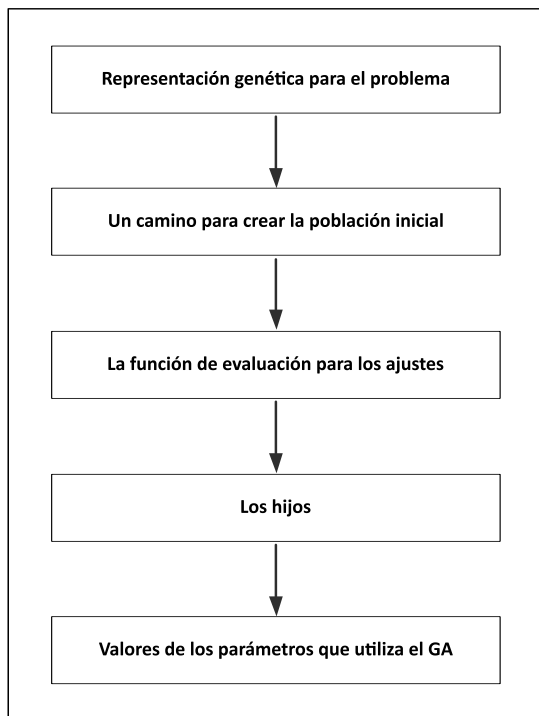 Representación genética para el problema
Un camino para crear la población inicial
La función de evaluación para los ajustes
Los hijos
Valores de los parámetros que utiliza el GA